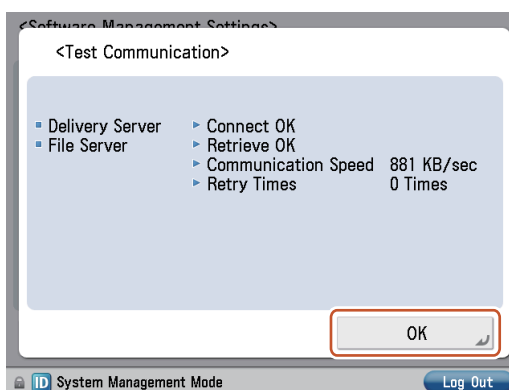 <Software Management Settings>
<Test Communication>
Delivery Server ▸ Connect OK
File Server ▸ Retrieve OK
▸ Communication Speed 881 KB/sec
▸ Retry Times 0 Times
OK
ID System Management Mode Log Out